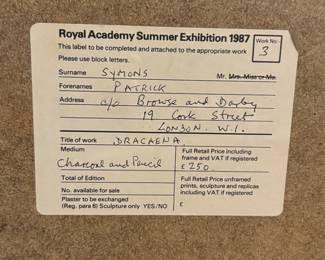 Royal Academy Summer Exhibition 1987
Work No:
3
This label to be completed and attached to the appropriate work
Please use block letters.
Surname SYMONS Mr. Mrs. Miss or Ms.
Forenames PATRICK
Address c/o Browse and Darby
19 Cork Street
LONDON. W.1.
Title of work DRACAENA.
Medium
Charcoal and Pencil
Full Retail Price including
frame and VAT if registered
£ 250
Total of Edition
No. available for sale
Plaster to be exchanged
(Reg. para 6) Sculpture only YES/NO
Full Retail Price unframed
prints, sculpture and replicas
including VAT if registered
£